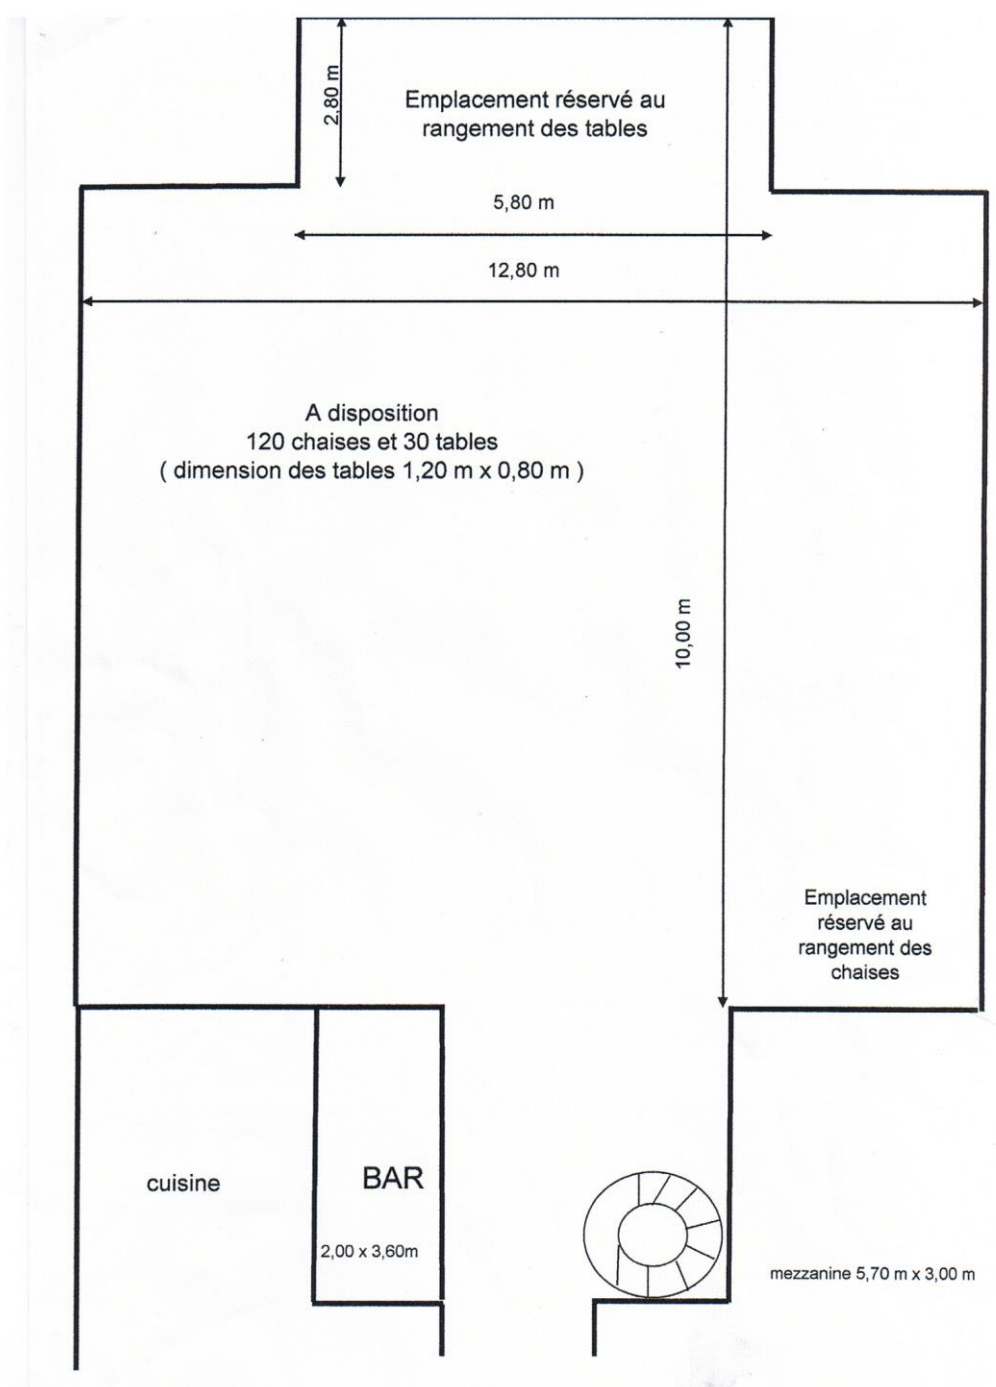 2,80 m
Emplacement réservé au
rangement des tables
5,80 m
12,80 m
A disposition
120 chaises et 30 tables
( dimension des tables 1,20 m x 0,80 m )
10,00 m
Emplacement
réservé au
rangement des
chaises
cuisine
BAR
2,00 x 3,60m
mezzanine 5,70 m x 3,00 m